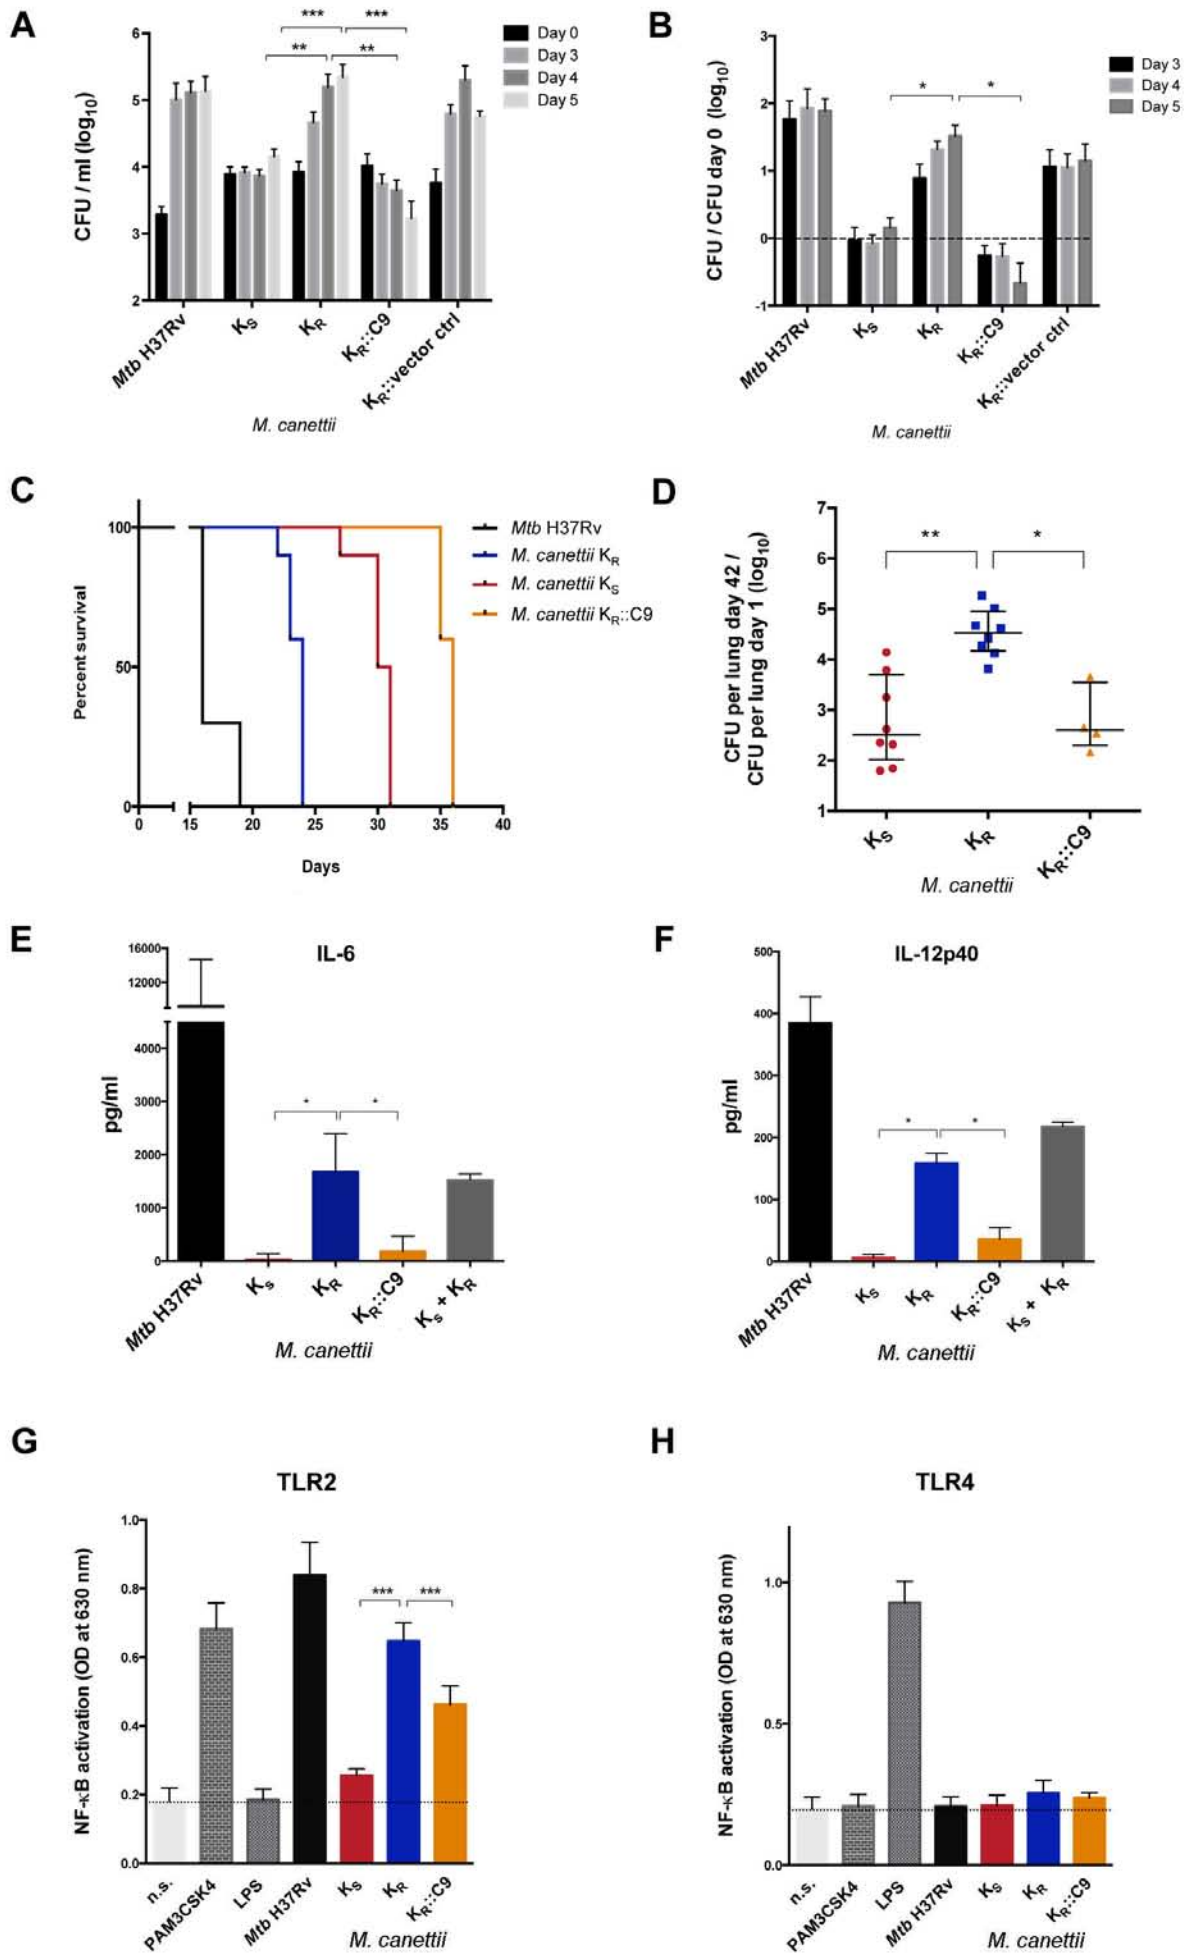 A
CFU / ml (log10)
6
5
4
3
2
***
***
**
**
Day 0
Day 3
Day 4
Day 5
Mtb H37Rv
KS
KR
KR::C9
KR::vector ctrl
M. canettii
B
CFU / CFU day 0 (log10)
3
2
1
0
-1
*
*
Day 3
Day 4
Day 5
Mtb H37Rv
KS
KR
KR::C9
KR::vector ctrl
M. canettii
C
Percent survival
100
50
0
0
15
20
25
30
35
40
Days
Mtb H37Rv
M. canettii KR
M. canettii KS
M. canettii KR::C9
D
CFU per lung day 42 /
CFU per lung day 1 (log10)
7
6
5
4
3
2
1
**
*
KS
KR
KR::C9
M. canettii
E
IL-6
pg/ml
16000
12000
4000
3000
2000
1000
0
*
*
Mtb H37Rv
Ks
KR
KR::C9
Ks + KR
M. canettii
F
IL-12p40
pg/ml
500
400
300
200
100
0
*
*
Mtb H37Rv
KS
KR
KR::C9
Ks + KR
M. canettii
G
TLR2
NF-κB activation (OD at 630 nm)
1.0
0.8
0.6
0.4
0.2
0.0
***
***
n.s.
PAM3CSK4
LPS
Mtb H37Rv
KS
KR
KR::C9
M. canettii
H
TLR4
NF-κB activation (OD at 630 nm)
1.0
0.5
0.0
n.s.
PAM3CSK4
LPS
Mtb H37Rv
KS
KR
KR::C9
M. canettii